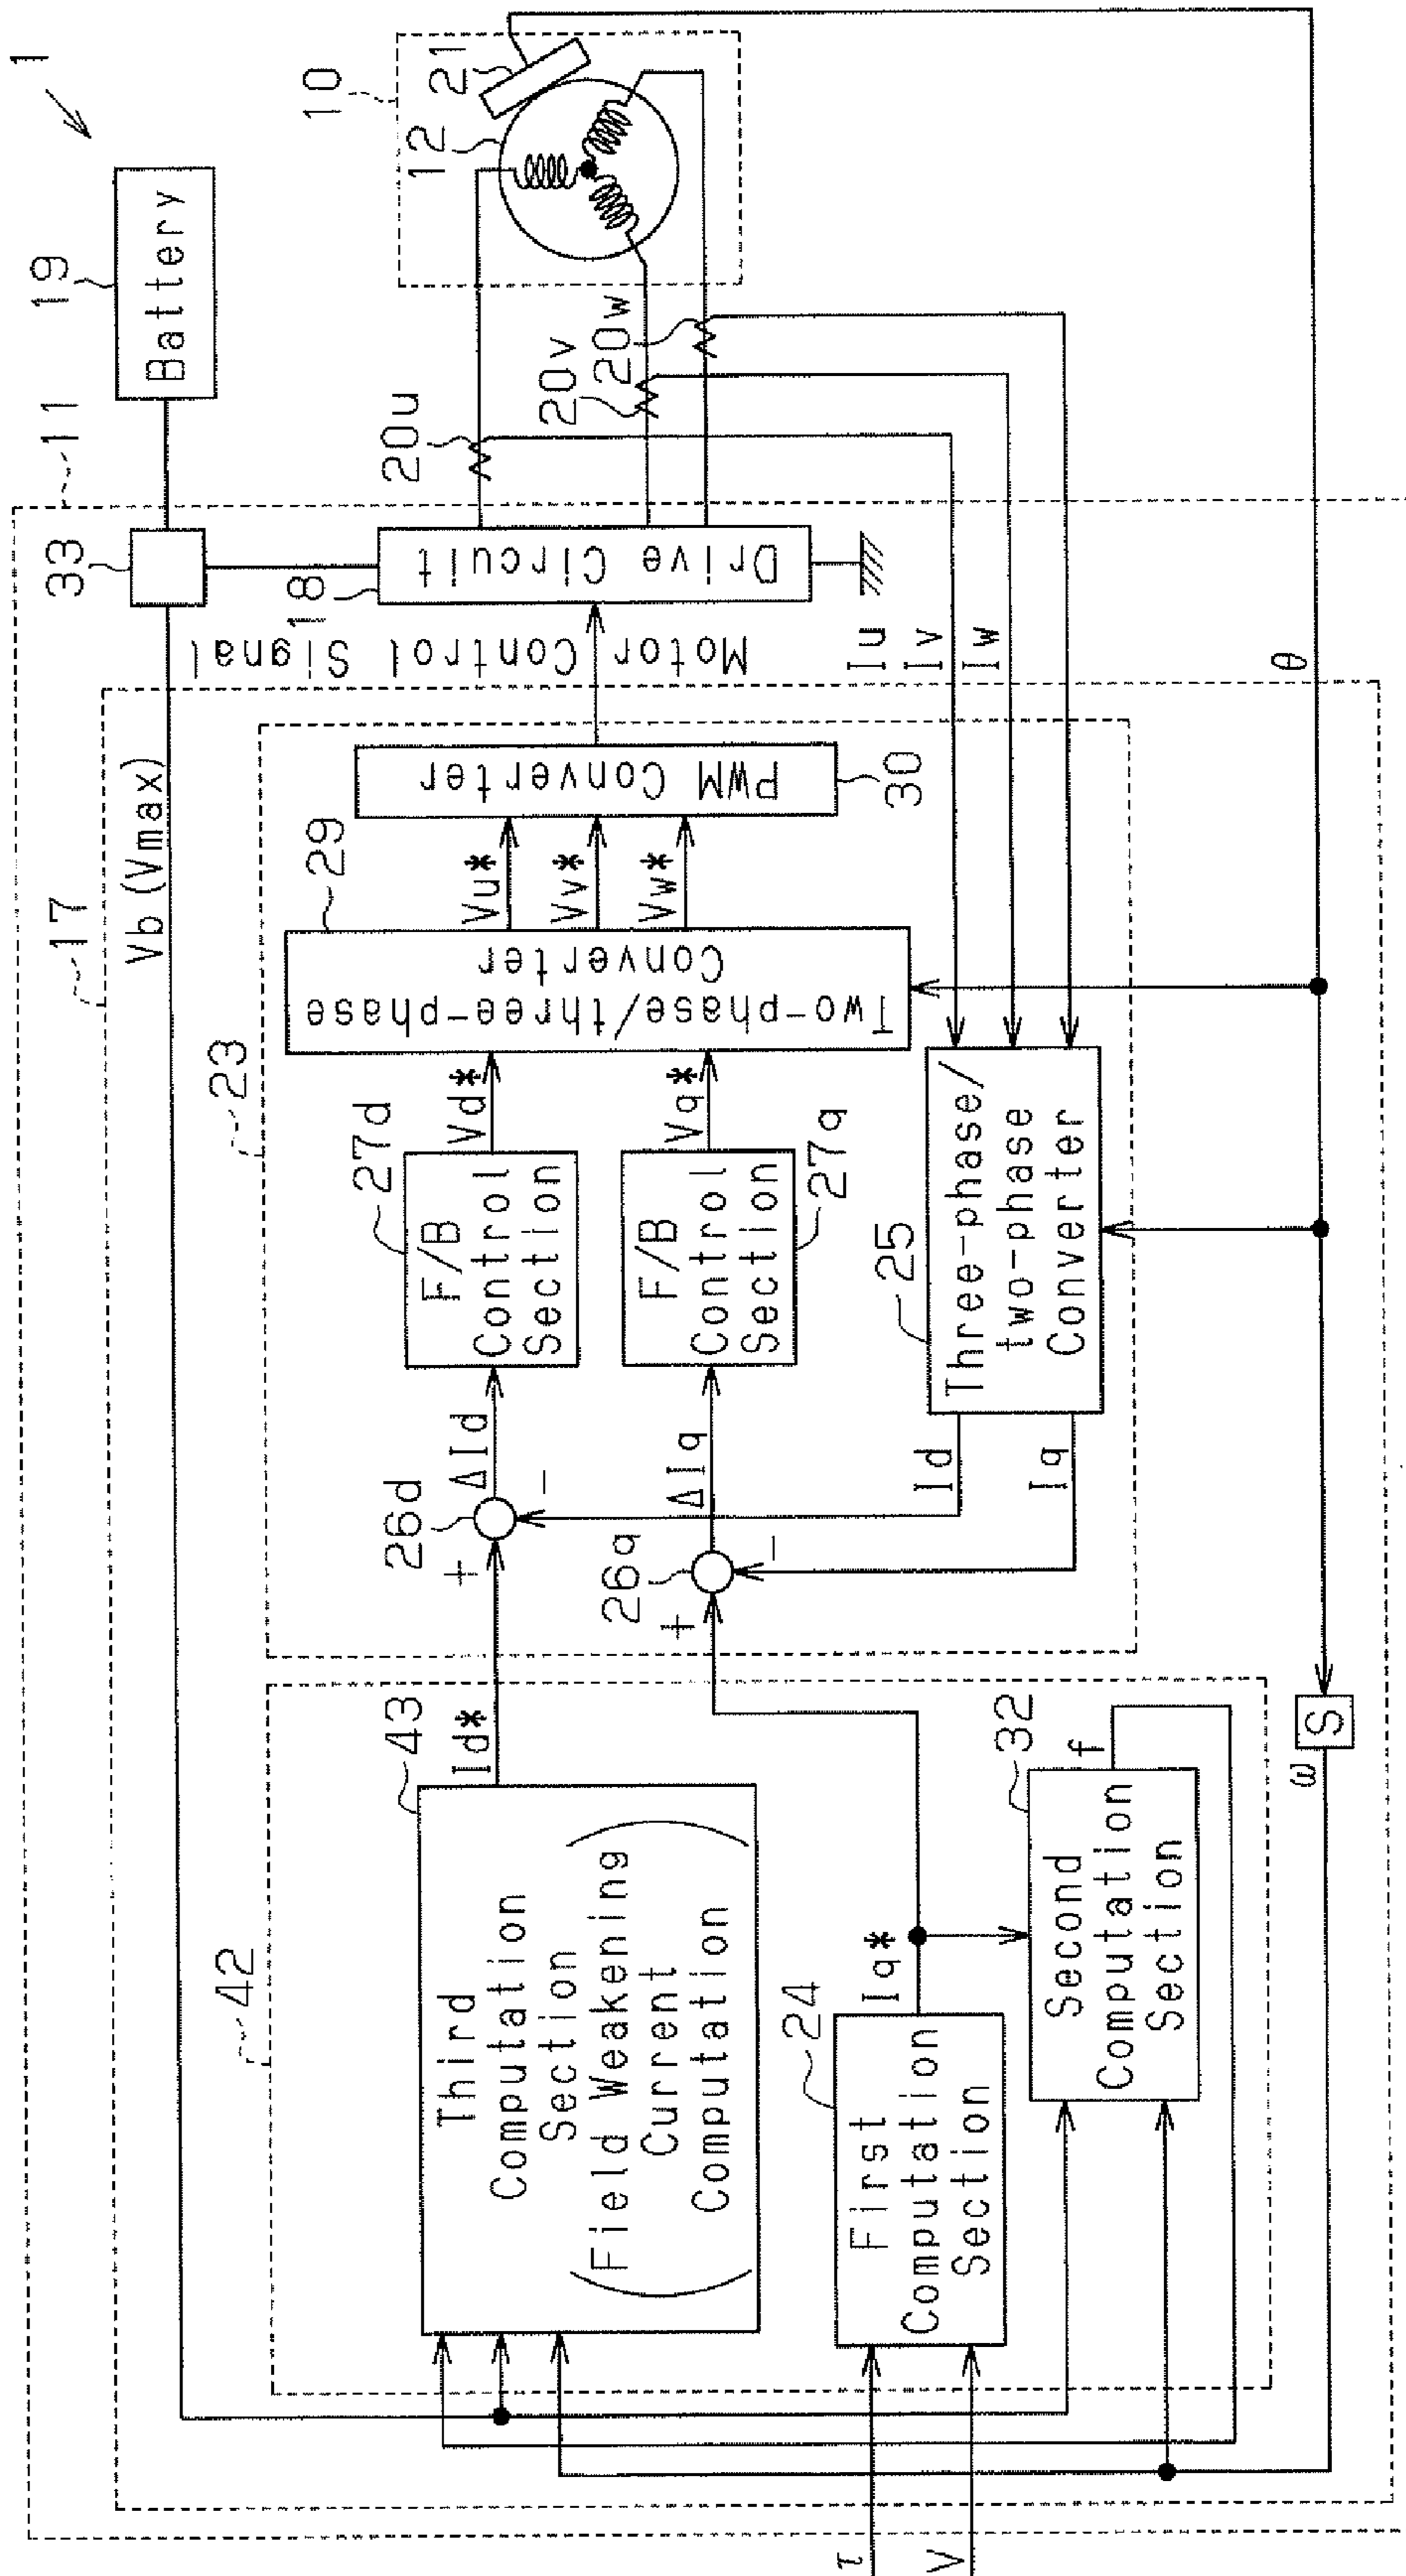 1
19
Battery
11
33
18
Drive Circuit
Motor Control Signal
10
12
21
20u
20v
20w
Iu
Iv
Iw
θ
17
Vb (Vmax)
23
29
Two-phase/three-phase
Converter
Vu*
Vv*
Vw*
PWM Converter
30
27d
F/B
Control
Section
Vd*
27q
F/B
Control
Section
Vq*
25
Three-phase/
two-phase
Converter
Id
Iq
26d
+
-
ΔId
26q
+
-
ΔIq
42
43
Third
Computation
Section
(Field Weakening
Current
Computation)
Id*
24
First
Computation
Section
Iq*
32
Second
Computation
Section
f
S
ω
τ
V